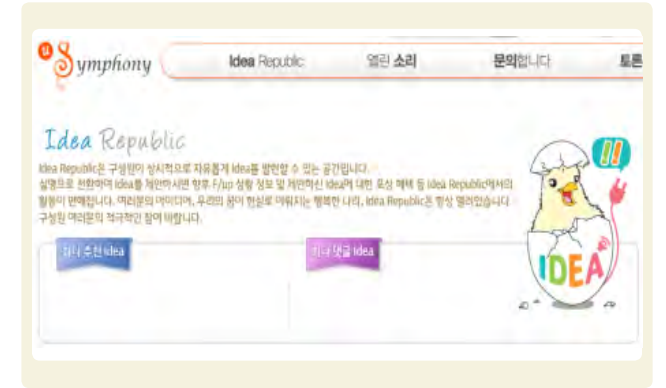 u Symphony
Idea Republic 열린 소리 문의합니다 토론
Idea Republic
Idea Republic은 구성원이 상시적으로 자유롭게 Idea를 발현할 수 있는 공간입니다.
실명으로 전환하여 Idea를 제안하시면 향후 F/up 상황 정보 및 제안하신 Idea에 대한 포상 혜택 등 Idea Republic에서의
활동이 편해집니다. 여러분의 아이디어, 우리의 꿈이 현실로 이뤄지는 행복한 나라, Idea Republic은 항상 열려있습니다
구성원 여러분의 적극적인 참여 바랍니다.
최다 추천 Idea 최다 댓글 Idea
!!
IDEA